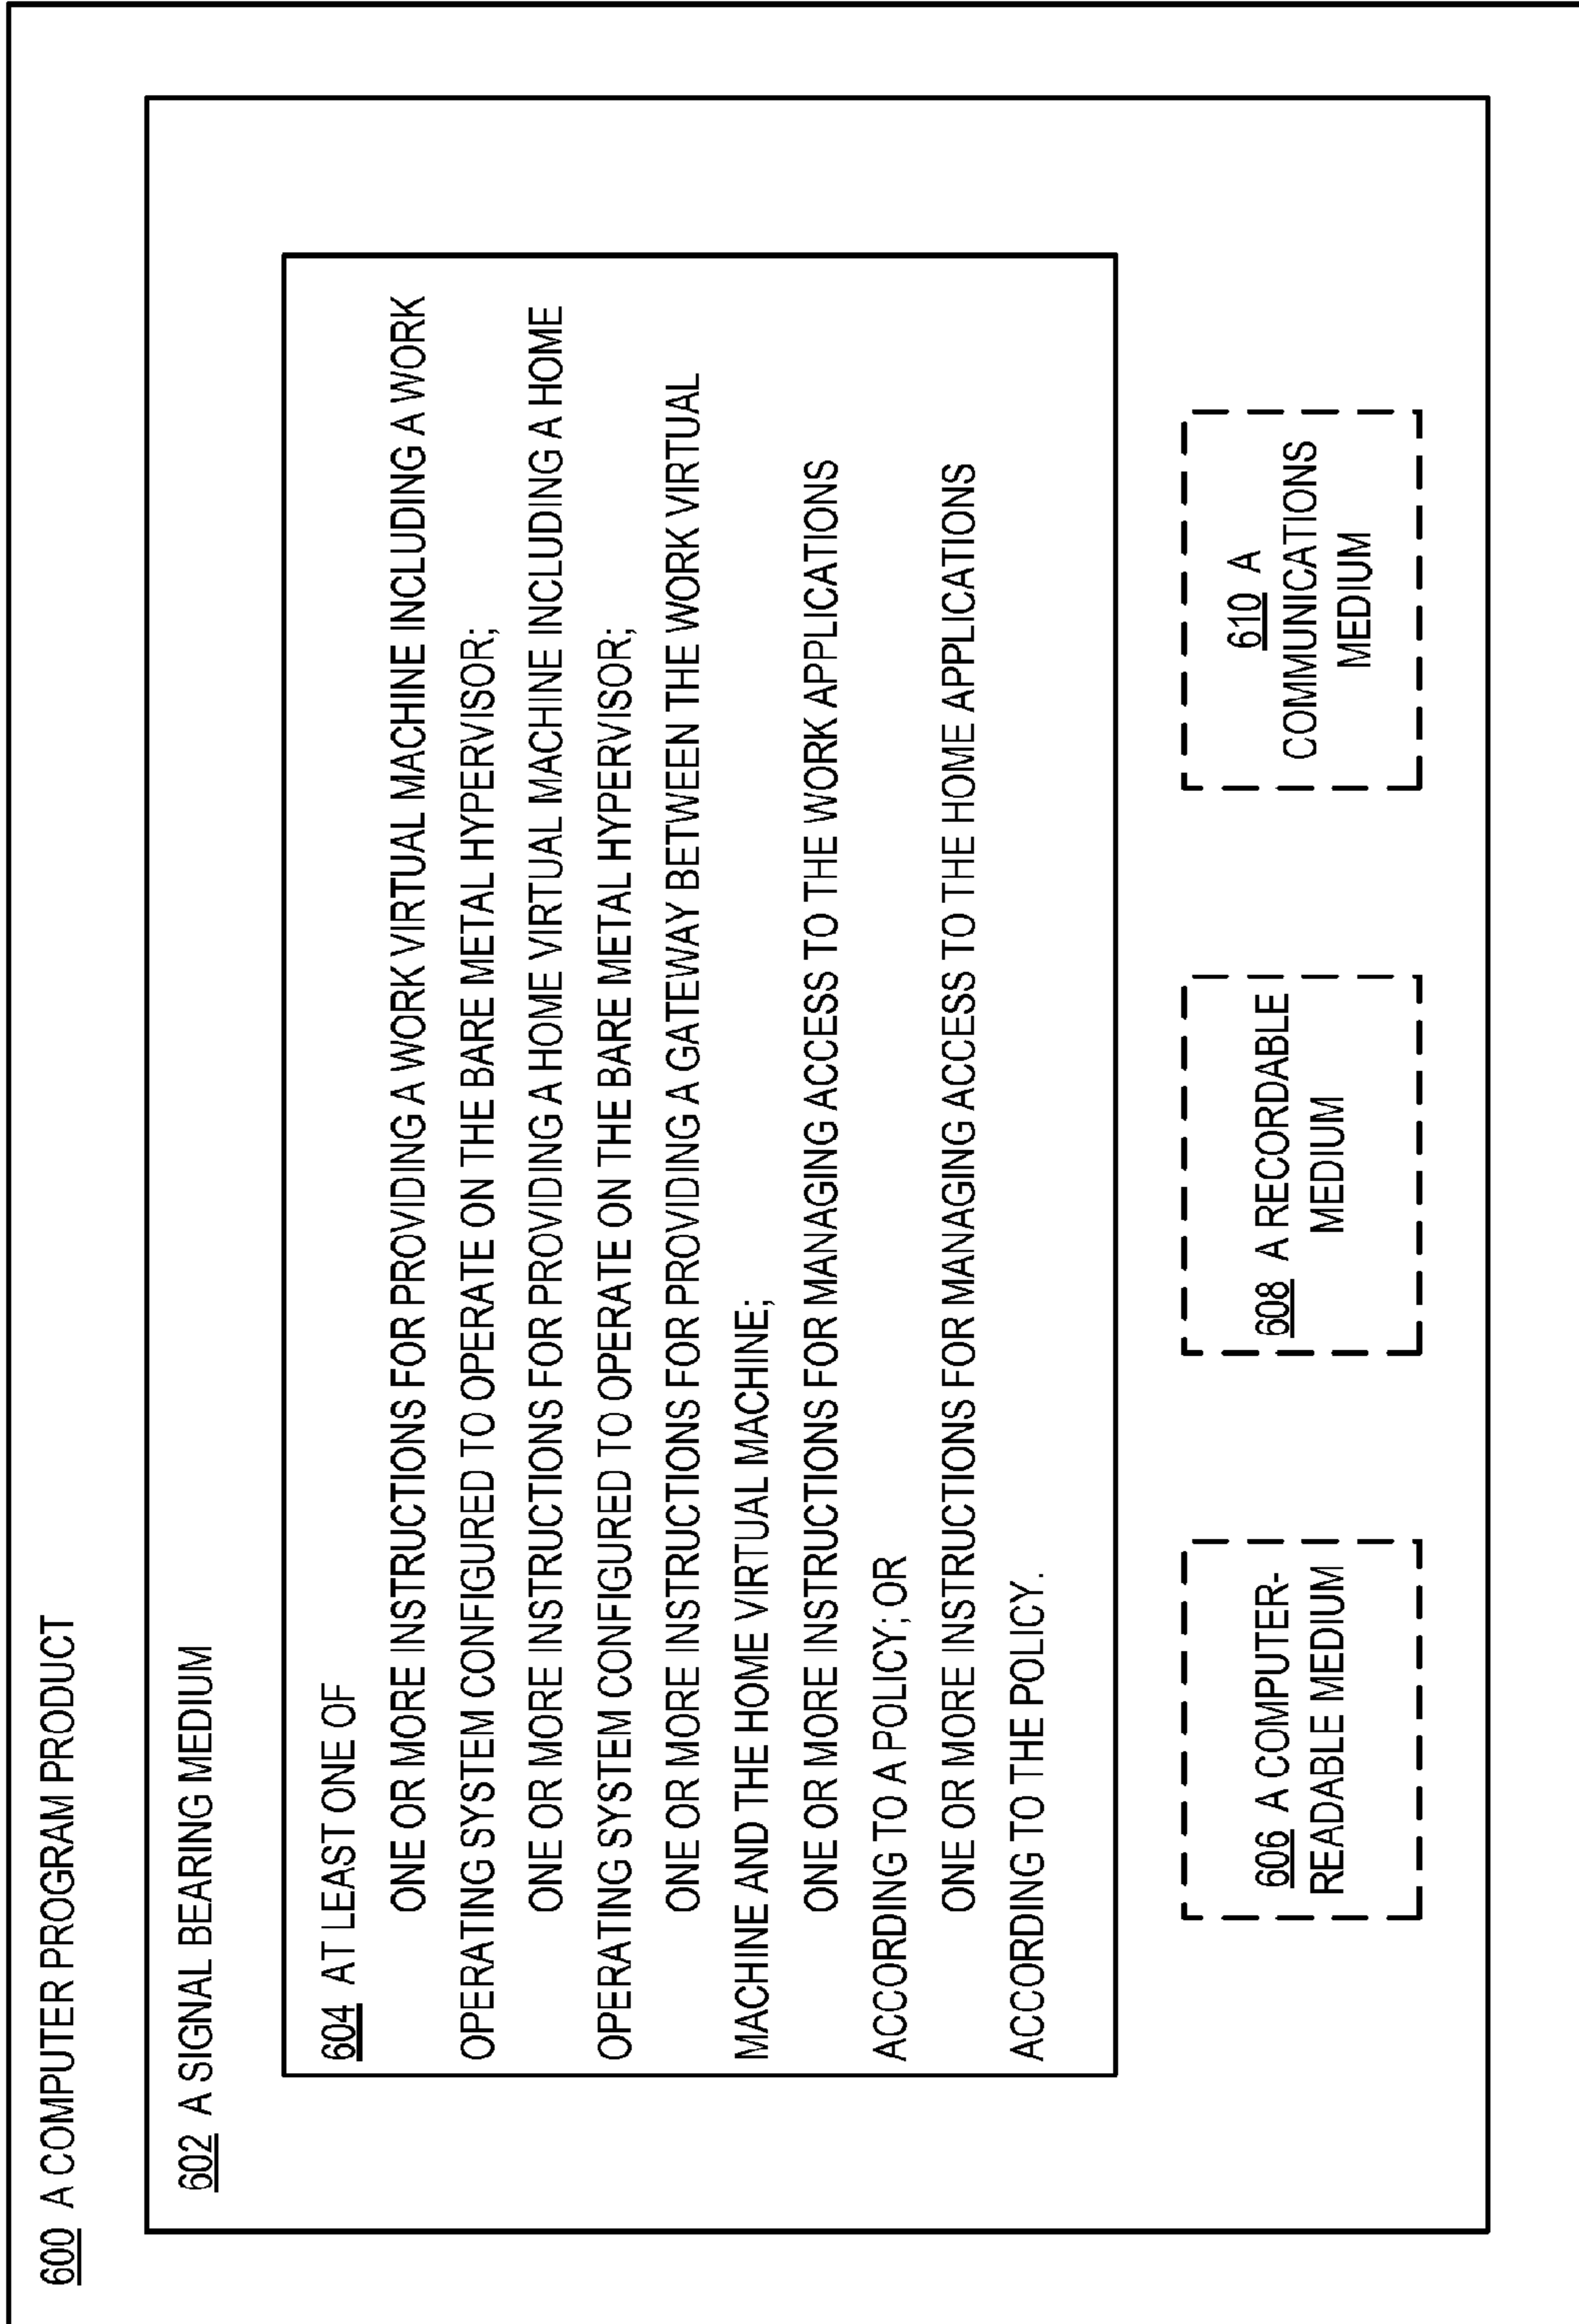 600 A COMPUTER PROGRAM PRODUCT
602 A SIGNAL BEARING MEDIUM
604 AT LEAST ONE OF
ONE OR MORE INSTRUCTIONS FOR PROVIDING A WORK VIRTUAL MACHINE INCLUDING A WORK
OPERATING SYSTEM CONFIGURED TO OPERATE ON THE BARE METAL HYPERVISOR;
ONE OR MORE INSTRUCTIONS FOR PROVIDING A HOME VIRTUAL MACHINE INCLUDING A HOME
OPERATING SYSTEM CONFIGURED TO OPERATE ON THE BARE METAL HYPERVISOR;
ONE OR MORE INSTRUCTIONS FOR PROVIDING A GATEWAY BETWEEN THE WORK VIRTUAL
MACHINE AND THE HOME VIRTUAL MACHINE;
ONE OR MORE INSTRUCTIONS FOR MANAGING ACCESS TO THE WORK APPLICATIONS
ACCORDING TO A POLICY; OR
ONE OR MORE INSTRUCTIONS FOR MANAGING ACCESS TO THE HOME APPLICATIONS
ACCORDING TO THE POLICY.
606 A COMPUTER-
READABLE MEDIUM
608 A RECORDABLE
MEDIUM
610 A
COMMUNICATIONS
MEDIUM